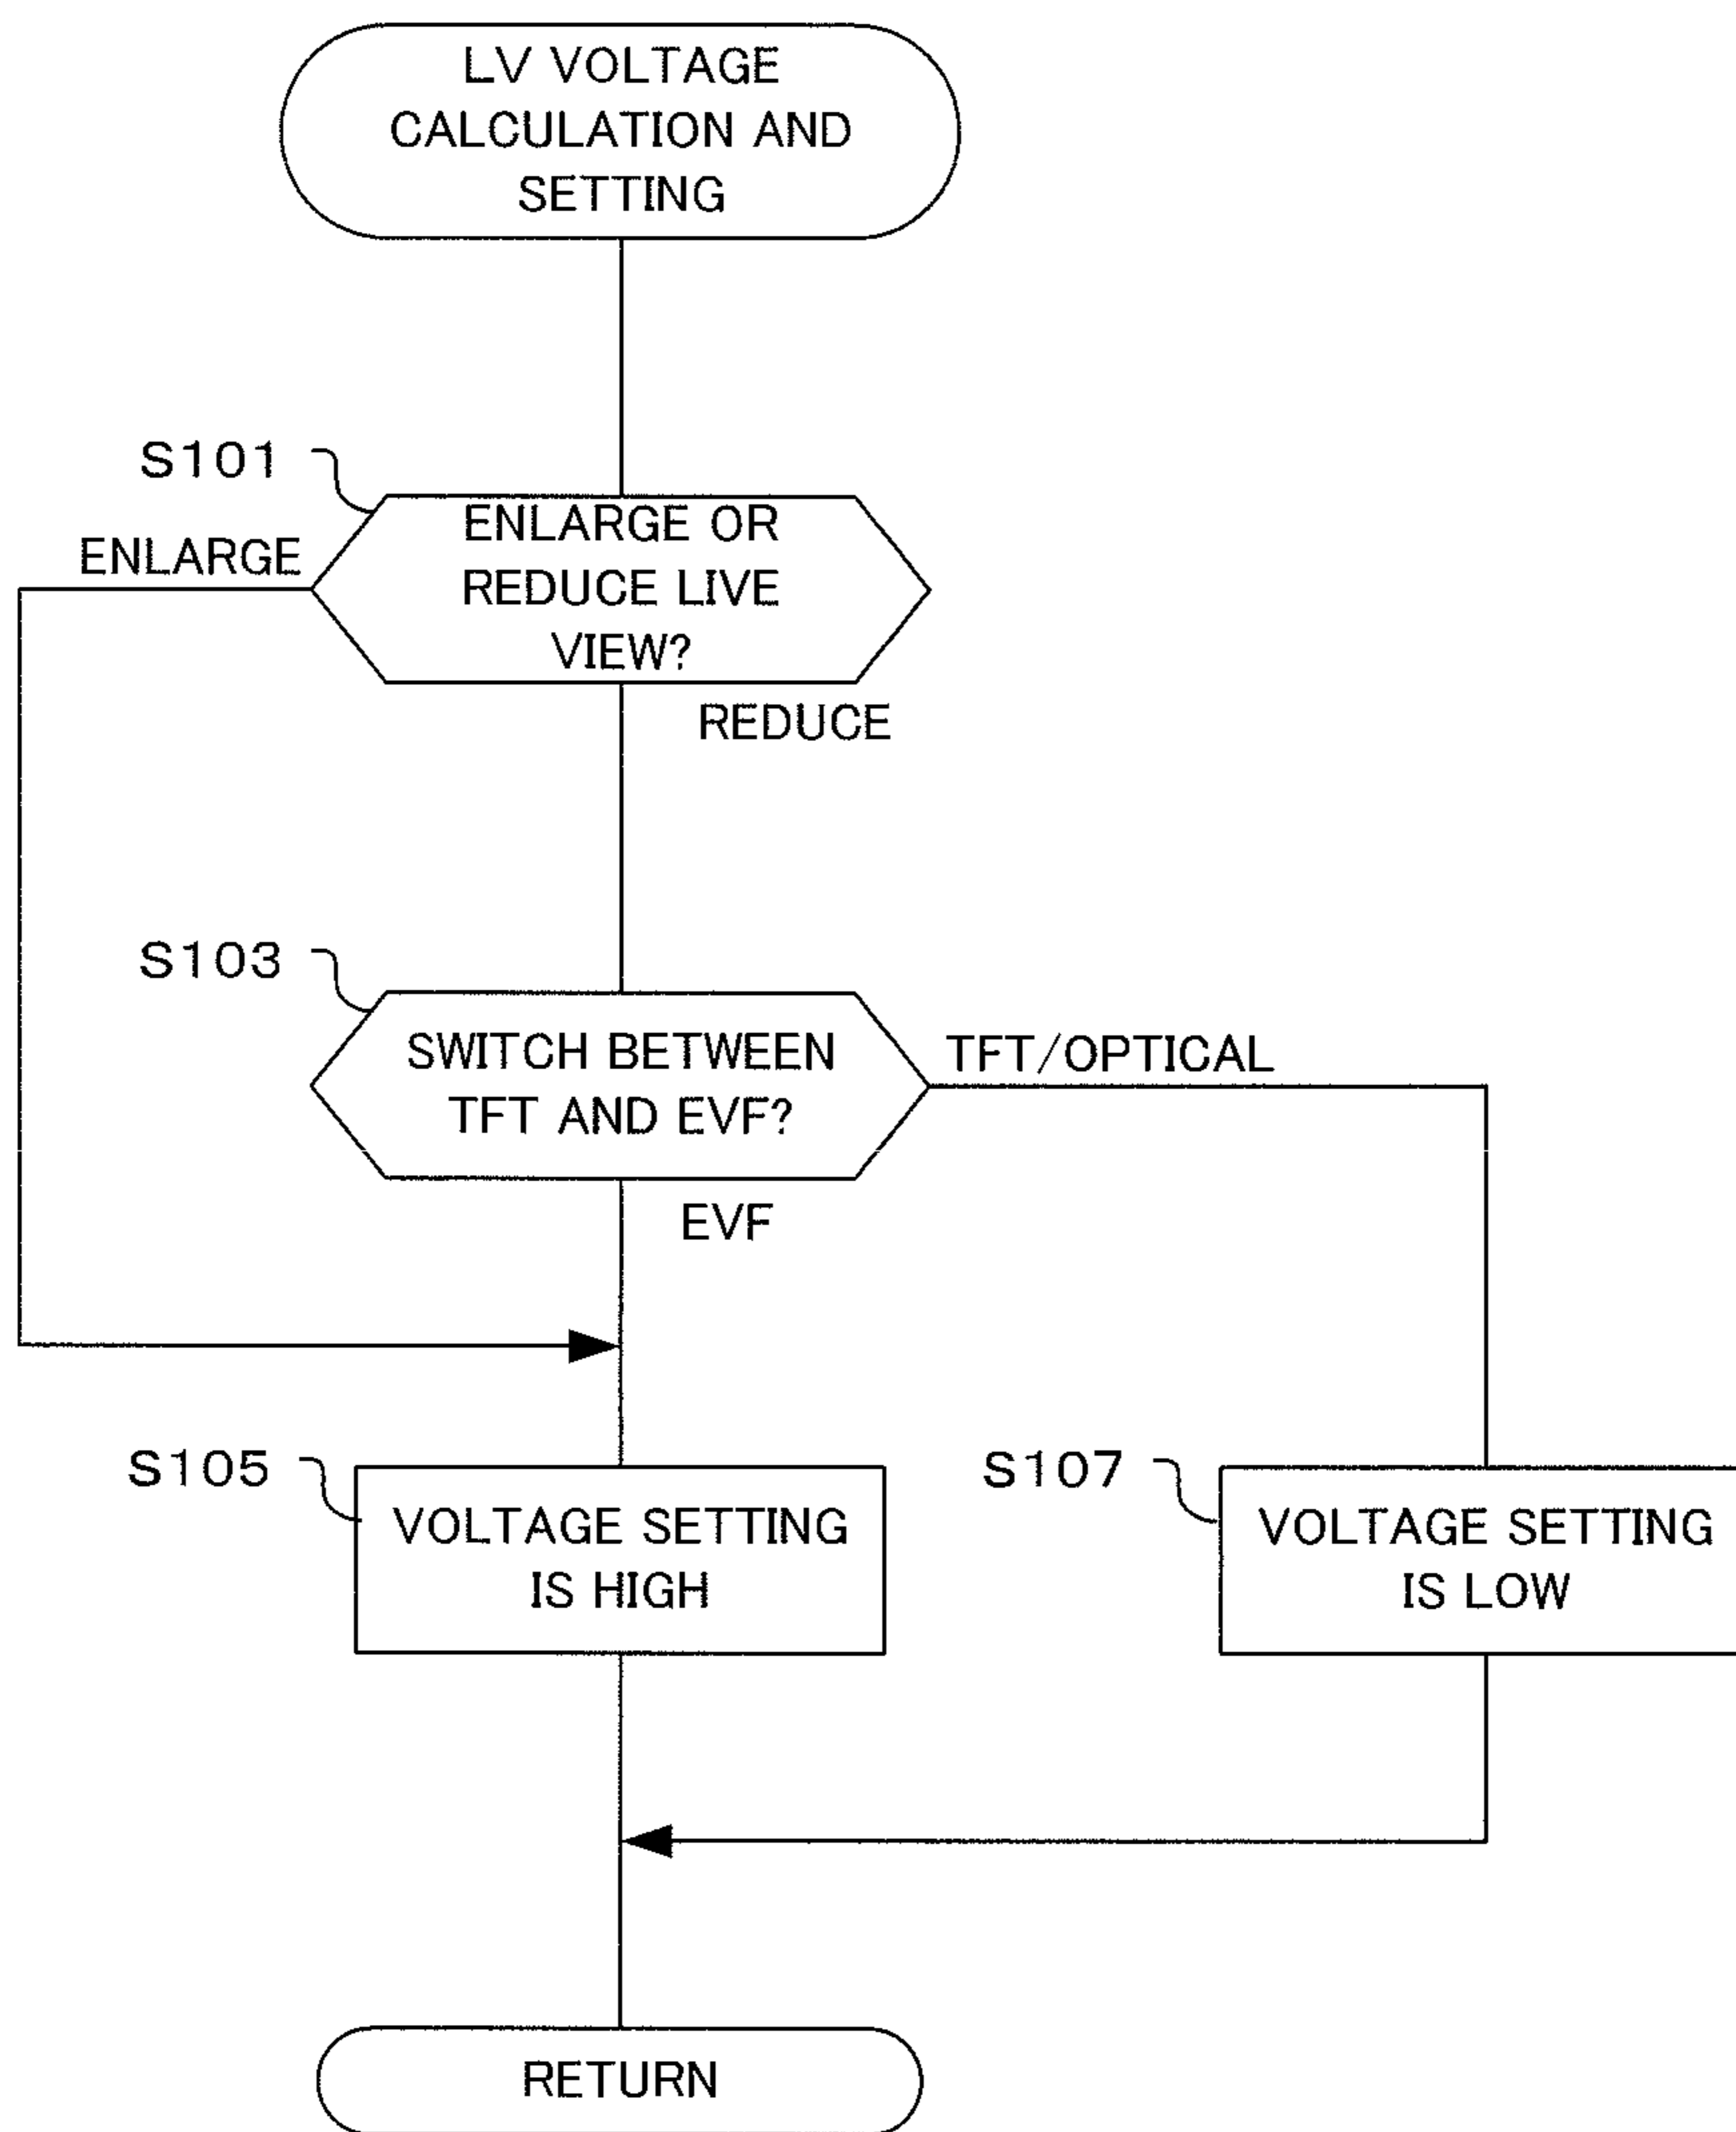 LV VOLTAGE
CALCULATION AND
SETTING
S101
ENLARGE
ENLARGE OR
REDUCE LIVE
VIEW?
REDUCE
S103
SWITCH BETWEEN
TFT AND EVF?
TFT/OPTICAL
EVF
S105
VOLTAGE SETTING
IS HIGH
S107
VOLTAGE SETTING
IS LOW
RETURN